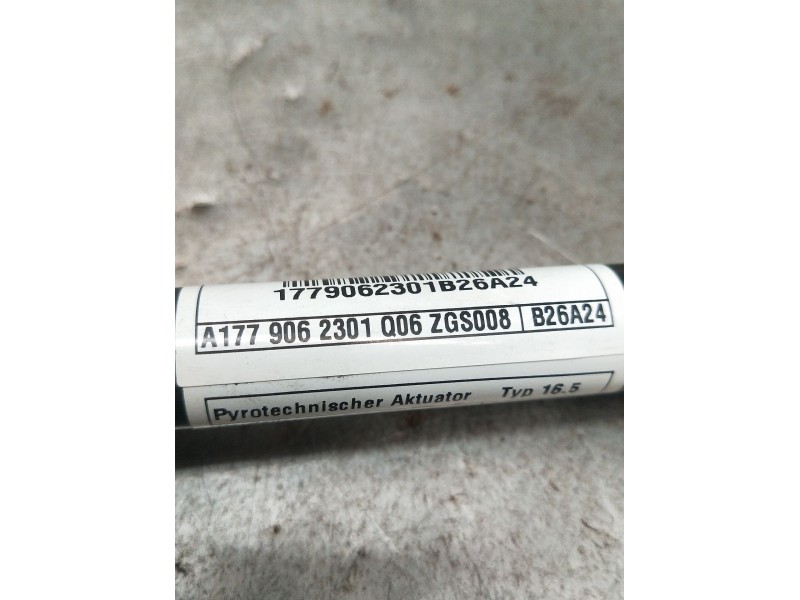 1779062301B26A24
A177 906 2301 Q06 ZGS008 B26A24
Pyrotechnischer Aktuator Typ 16.5